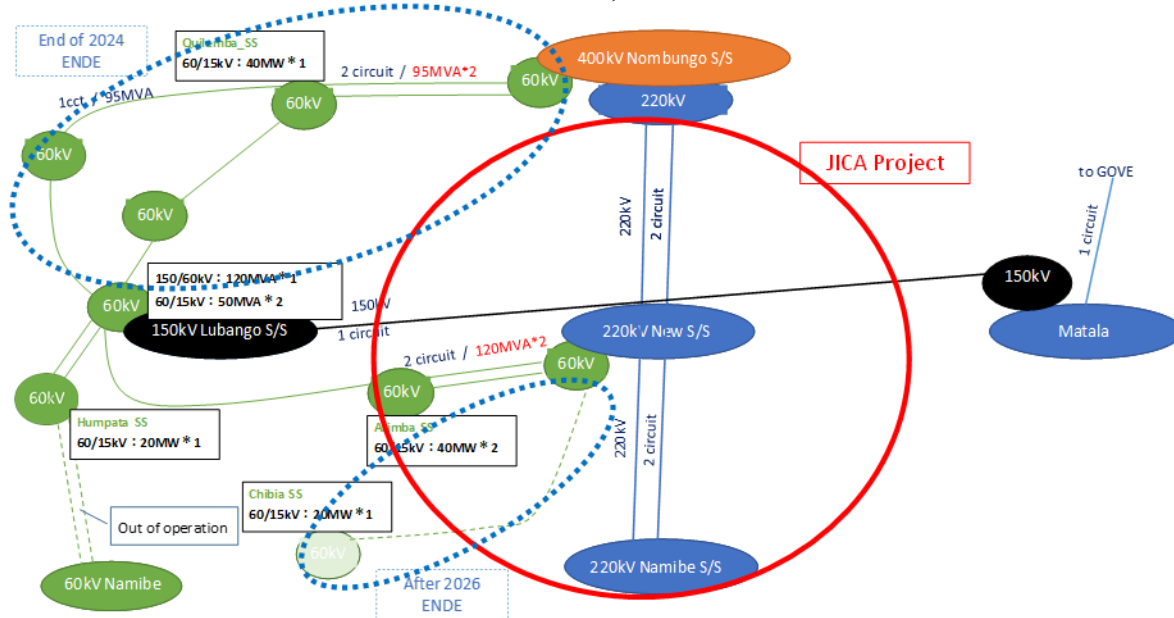 End of 2024
ENDE
Quilemba_SS
60/15kV : 40MW * 1
2 circuit / 95MVA*2
1cct / 95MVA
60kV
60kV
60kV
60kV
400kV Nombungo S/S
220kV
JICA Project
to GOVE
1 circuit
220kV
2 circuit
150kV
Matala
60kV
150/60kV : 120MVA * 1
60/15kV : 50MVA * 2
150kV Lubango S/S
150kV
1 circuit
220kV New S/S
2 circuit / 120MVA*2
60kV
60kV
60kV
Humpata SS
60/15kV : 20MW * 1
Arimba SS
60/15kV : 40MW * 2
220kV
2 circuit
Chibia SS
60/15kV : 20MW * 1
Out of operation
60kV
60kV Namibe
After 2026
ENDE
220kV Namibe S/S